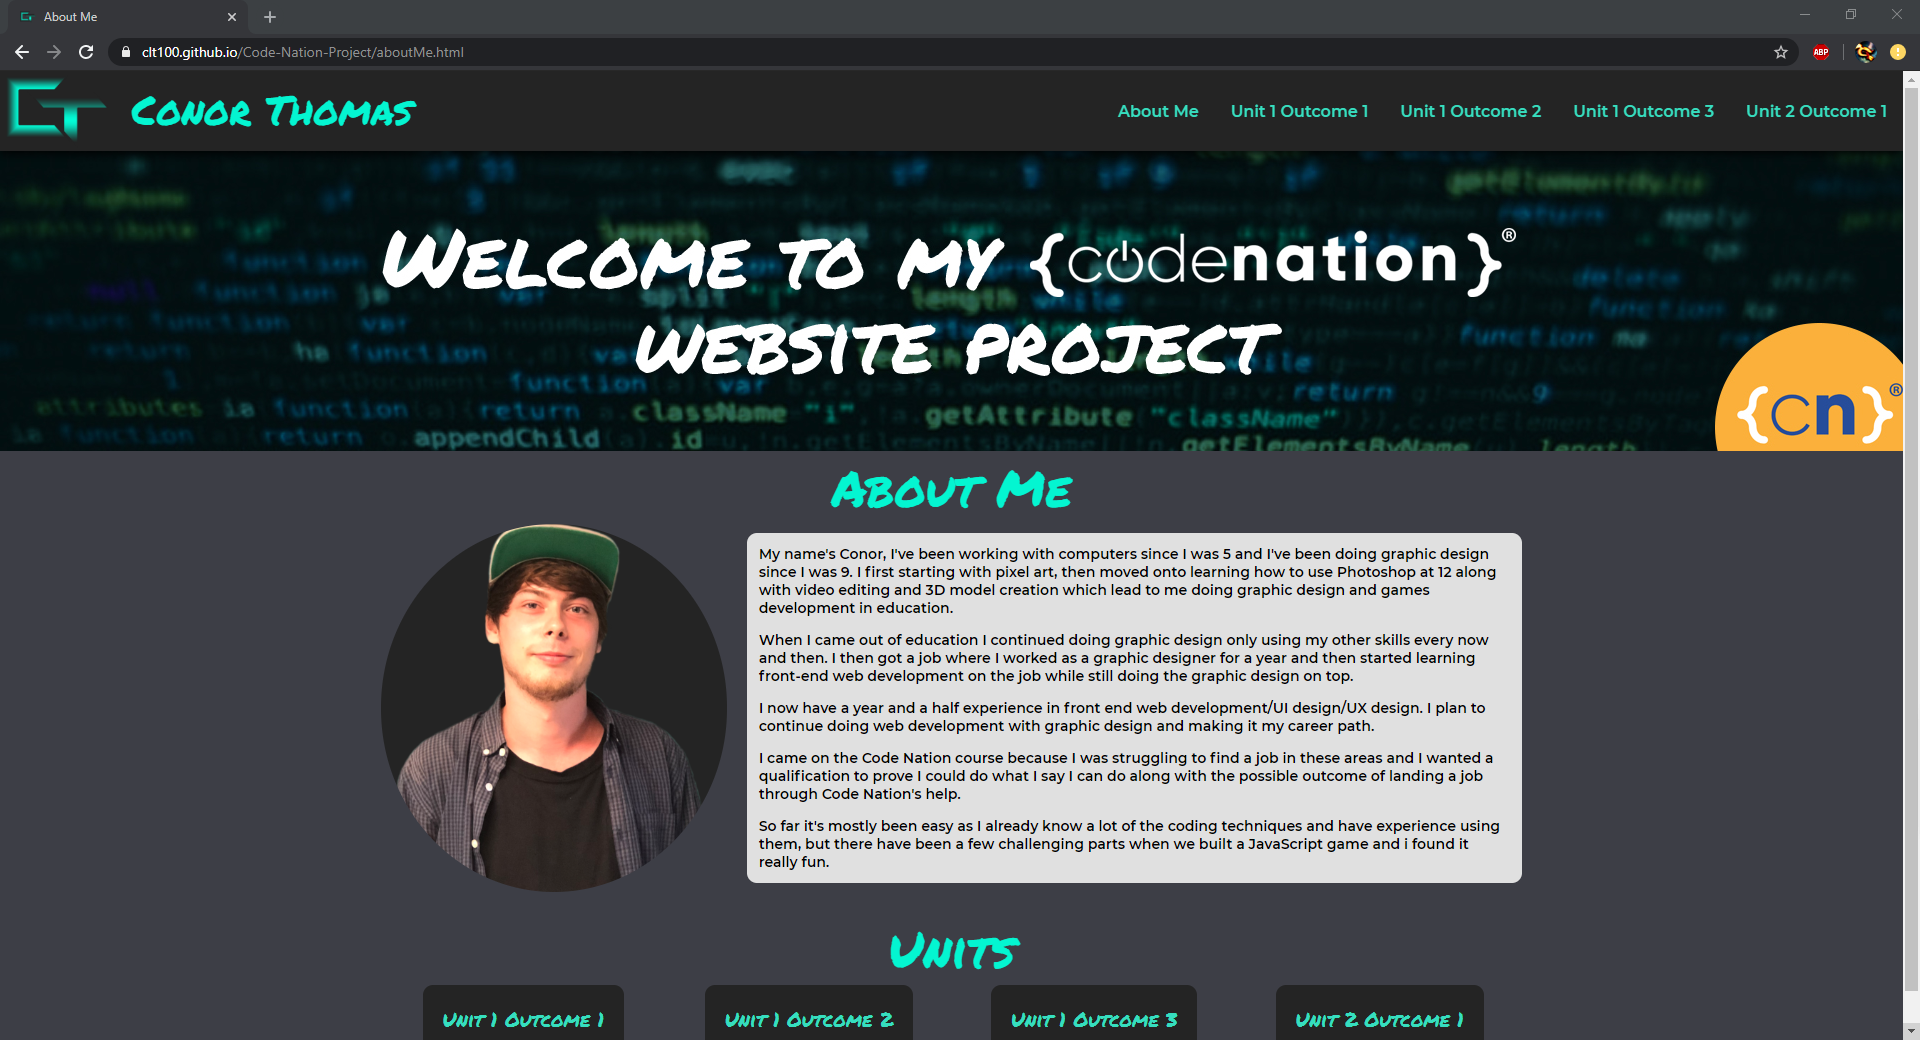 About Me
clt100.github.io/Code-Nation-Project/aboutMe.html
ABP
CT
Conor Thomas
About Me
Unit 1 Outcome 1
Unit 1 Outcome 2
Unit 1 Outcome 3
Unit 2 Outcome 1
Welcome to my {codenation}®
website project
{cn}®
attributes ia function(a){return a.className "i"
a.getAttribute("className")
appendChild(a).id
getElementsByName
About Me
My name's Conor, I've been working with computers since I was 5 and I've been doing graphic design
since I was 9. I first starting with pixel art, then moved onto learning how to use Photoshop at 12 along
with video editing and 3D model creation which lead to me doing graphic design and games
development in education.
When I came out of education I continued doing graphic design only using my other skills every now
and then. I then got a job where I worked as a graphic designer for a year and then started learning
front-end web development on the job while still doing the graphic design on top.
I now have a year and a half experience in front end web development/UI design/UX design. I plan to
continue doing web development with graphic design and making it my career path.
I came on the Code Nation course because I was struggling to find a job in these areas and I wanted a
qualification to prove I could do what I say I can do along with the possible outcome of landing a job
through Code Nation's help.
So far it's mostly been easy as I already know a lot of the coding techniques and have experience using
them, but there have been a few challenging parts when we built a JavaScript game and i found it
really fun.
Units
Unit 1 Outcome 1
Unit 1 Outcome 2
Unit 1 Outcome 3
Unit 2 Outcome 1